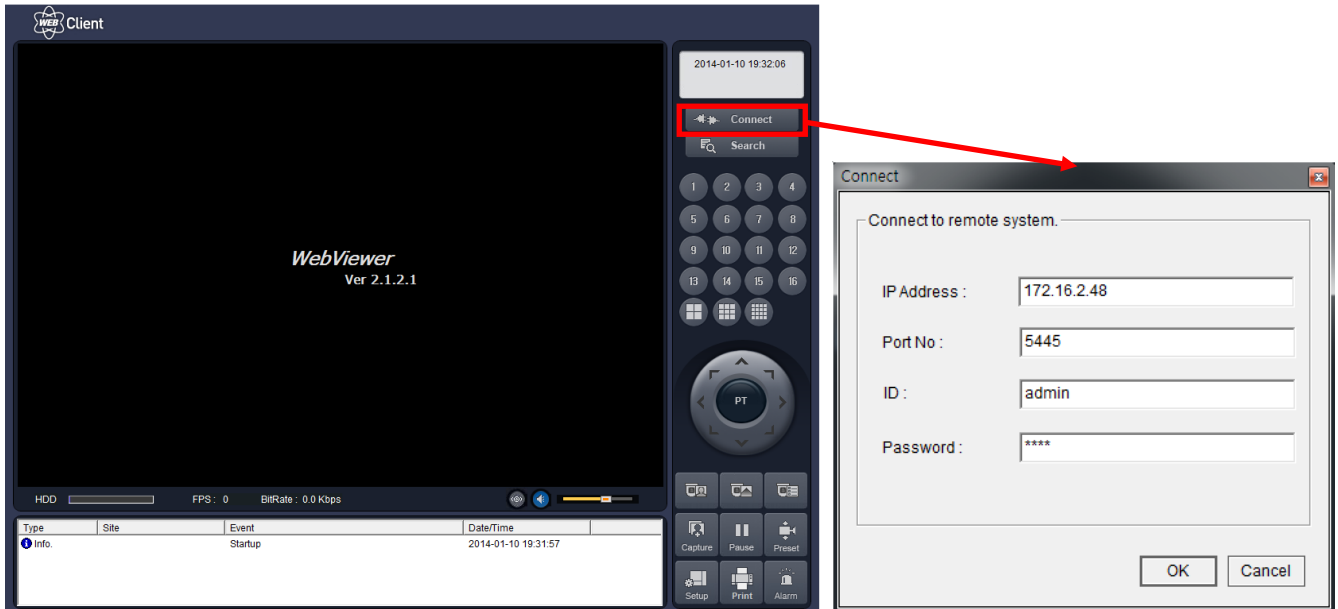 WEB Client
2014-01-10 19:32:06
Connect
Search
1 2 3 4
5 6 7 8
9 10 11 12
13 14 15 16
PT
WebViewer
Ver 2.1.2.1
HDD FPS : 0 BitRate : 0.0 Kbps
Type Site Event Date/Time
Info. Startup 2014-01-10 19:31:57
Capture Pause Preset
Setup Print Alarm
Connect
Connect to remote system.
IP Address : 172.16.2.48
Port No : 5445
ID : admin
Password : ****
OK Cancel